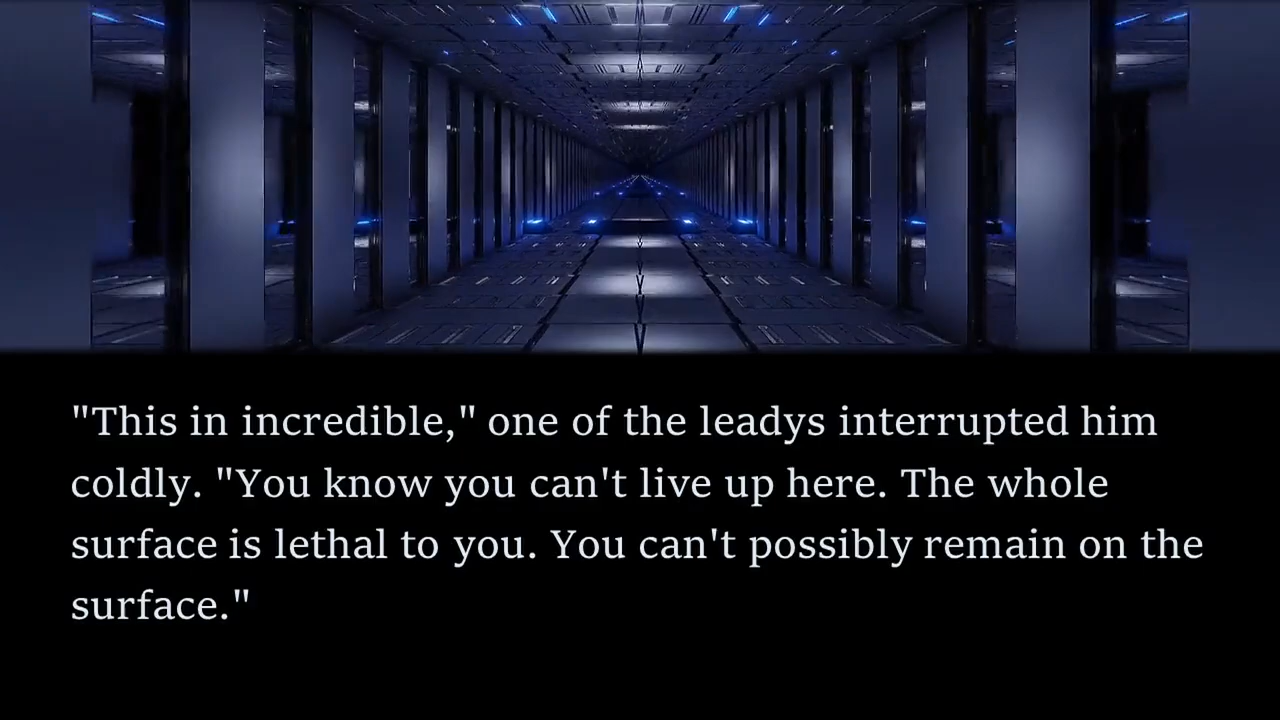 "This in incredible," one of the leadys interrupted him
coldly. "You know you can't live up here. The whole
surface is lethal to you. You can't possibly remain on the
surface."